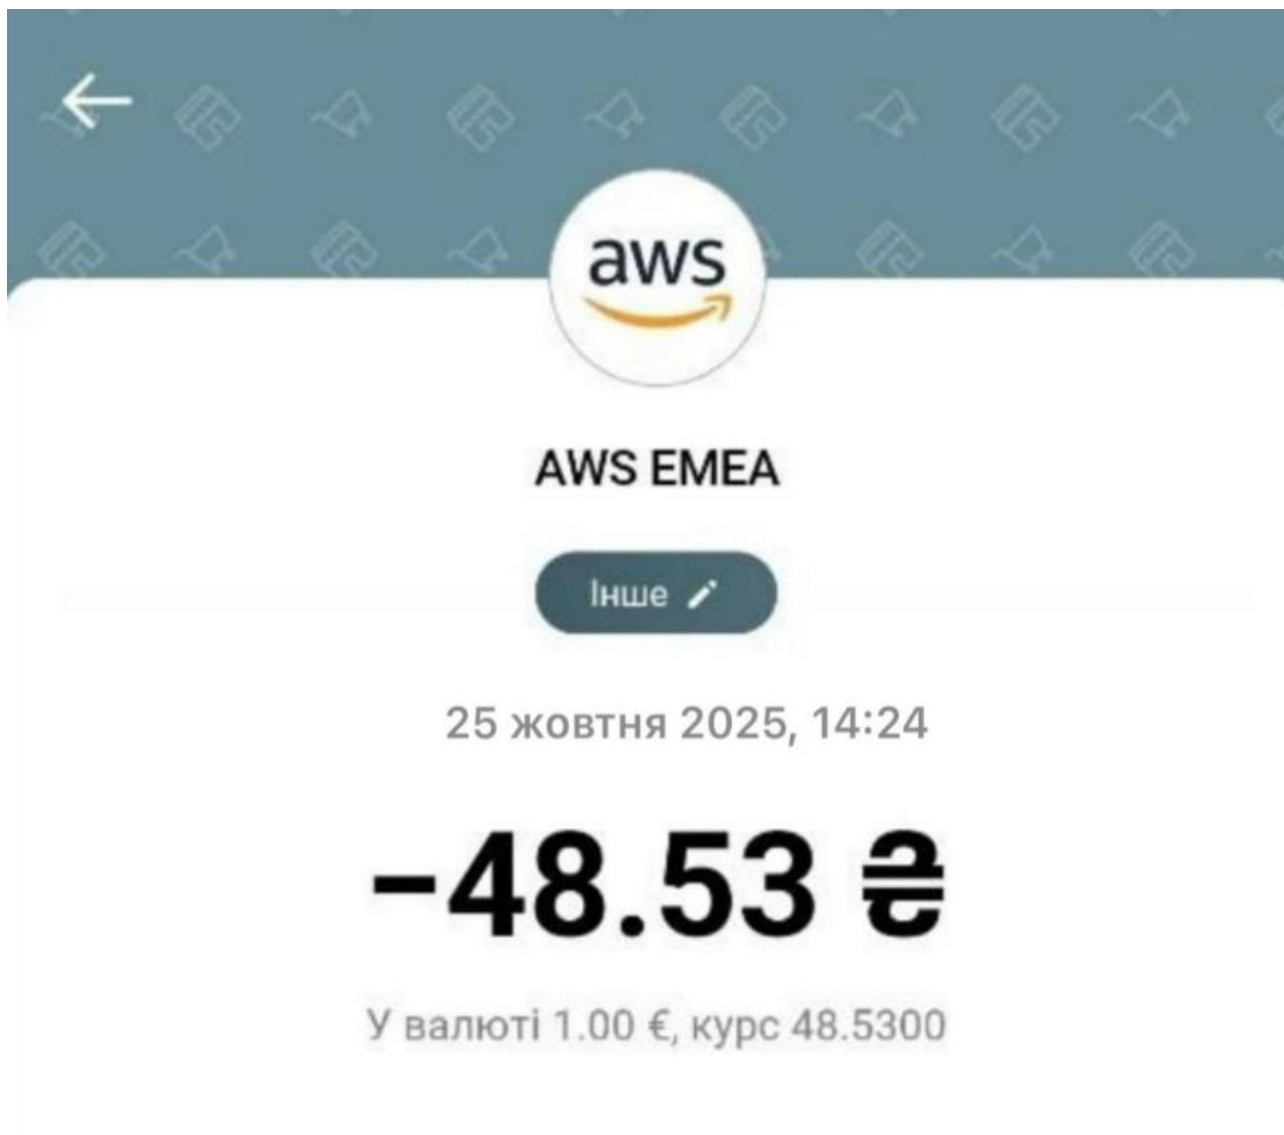 aws
AWS EMEA
Інше
25 жовтня 2025, 14:24
−48.53 ₴
У валюті 1.00 €, курс 48.5300